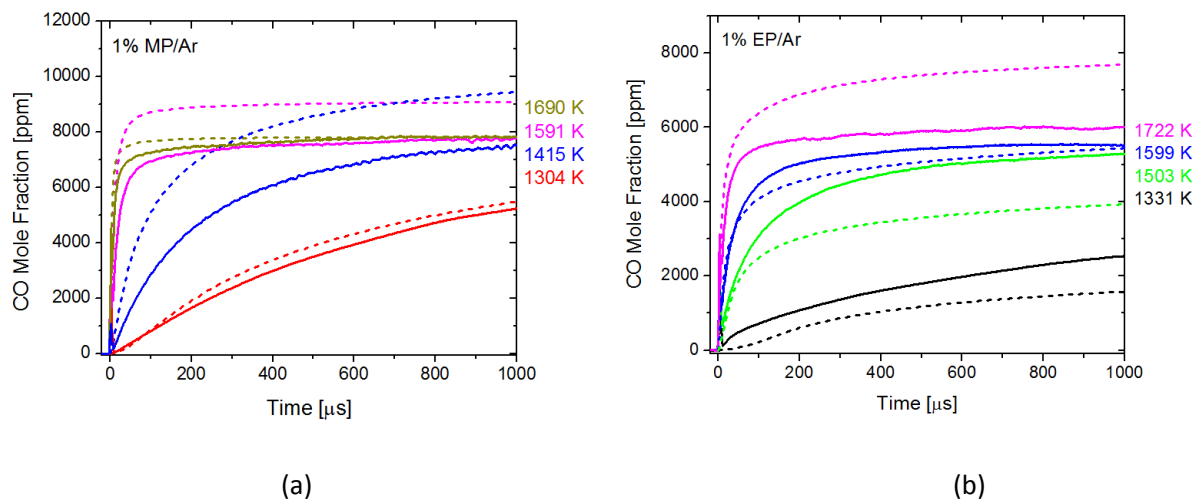 1% MP/Ar
CO Mole Fraction [ppm]
12000
10000
8000
6000
4000
2000
0
0
200
400
600
800
1000
Time [μs]
1690 K
1591 K
1415 K
1304 K
(a)
1% EP/Ar
CO Mole Fraction [ppm]
8000
6000
4000
2000
0
0
200
400
600
800
1000
Time [μs]
1722 K
1599 K
1503 K
1331 K
(b)